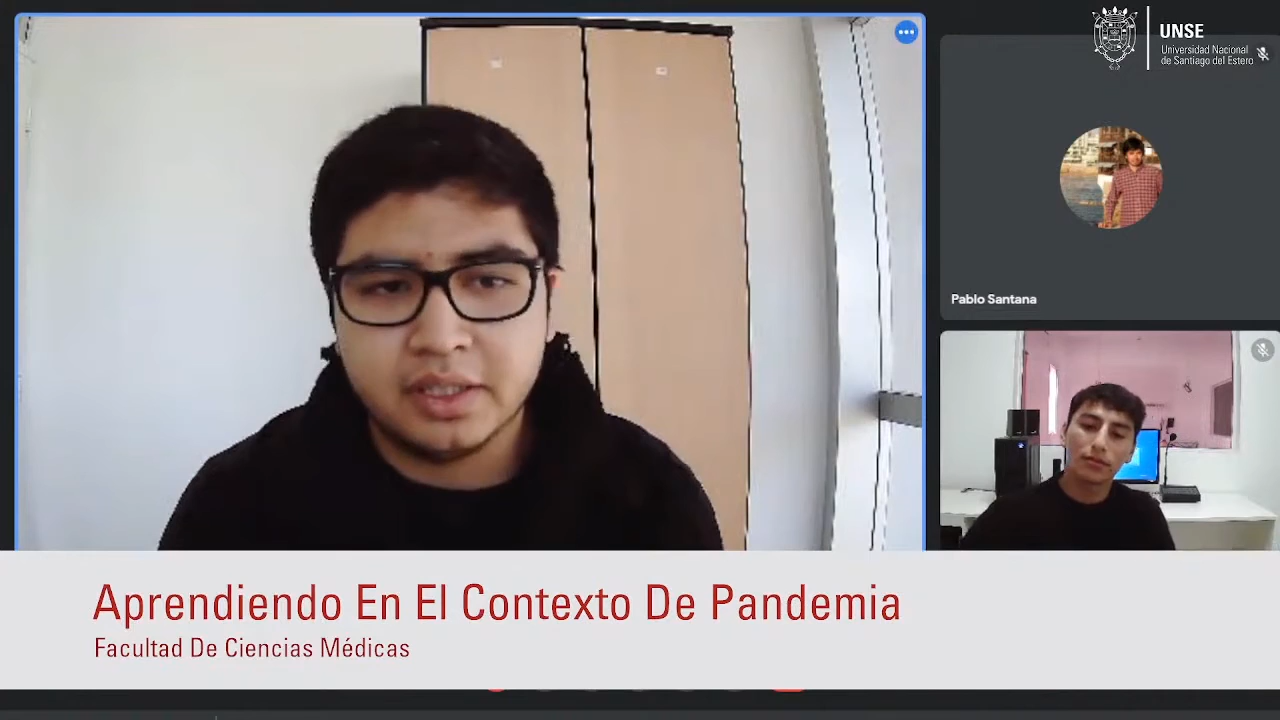 UNSE
Universidad Nacional
de Santiago del Estero
Pablo Santana
Aprendiendo En El Contexto De Pandemia
Facultad De Ciencias Médicas